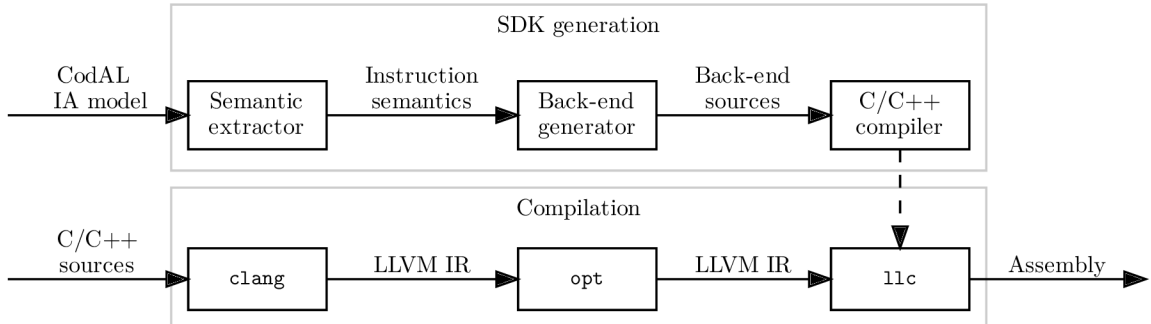 SDK generation
CodAL
IA model
Semantic
extractor
Instruction
semantics
Back-end
generator
Back-end
sources
C/C++
compiler
Compilation
C/C++
sources
clang
LLVM IR
opt
LLVM IR
llc
Assembly